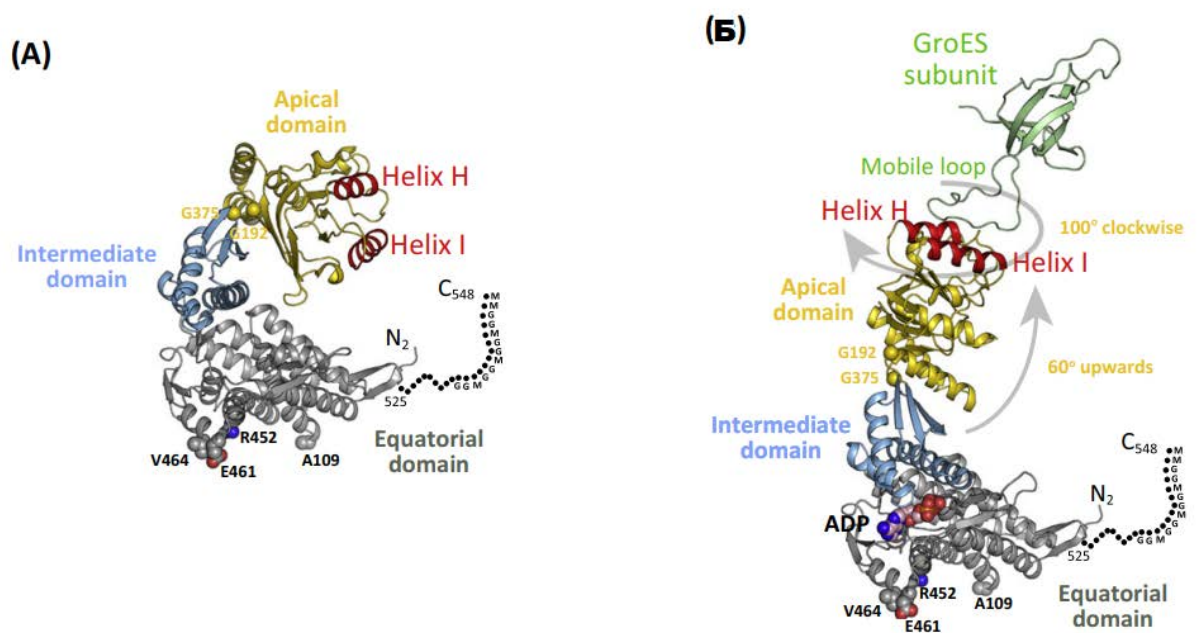 (А)
Apical
domain
Helix H
G375
G192
Helix I
Intermediate
domain
C548
M
M
G
G
M
G
G
M
G
G
M
G
G
N2
525
R452
Equatorial
domain
V464
E461
A109
(Б)
GroES
subunit
Mobile loop
Helix H
100° clockwise
Helix I
Apical
domain
G192
60° upwards
G375
Intermediate
domain
C548
M
M
G
G
M
G
G
M
G
G
M
G
G
N2
ADP
525
R452
A109
Equatorial
domain
V464
E461